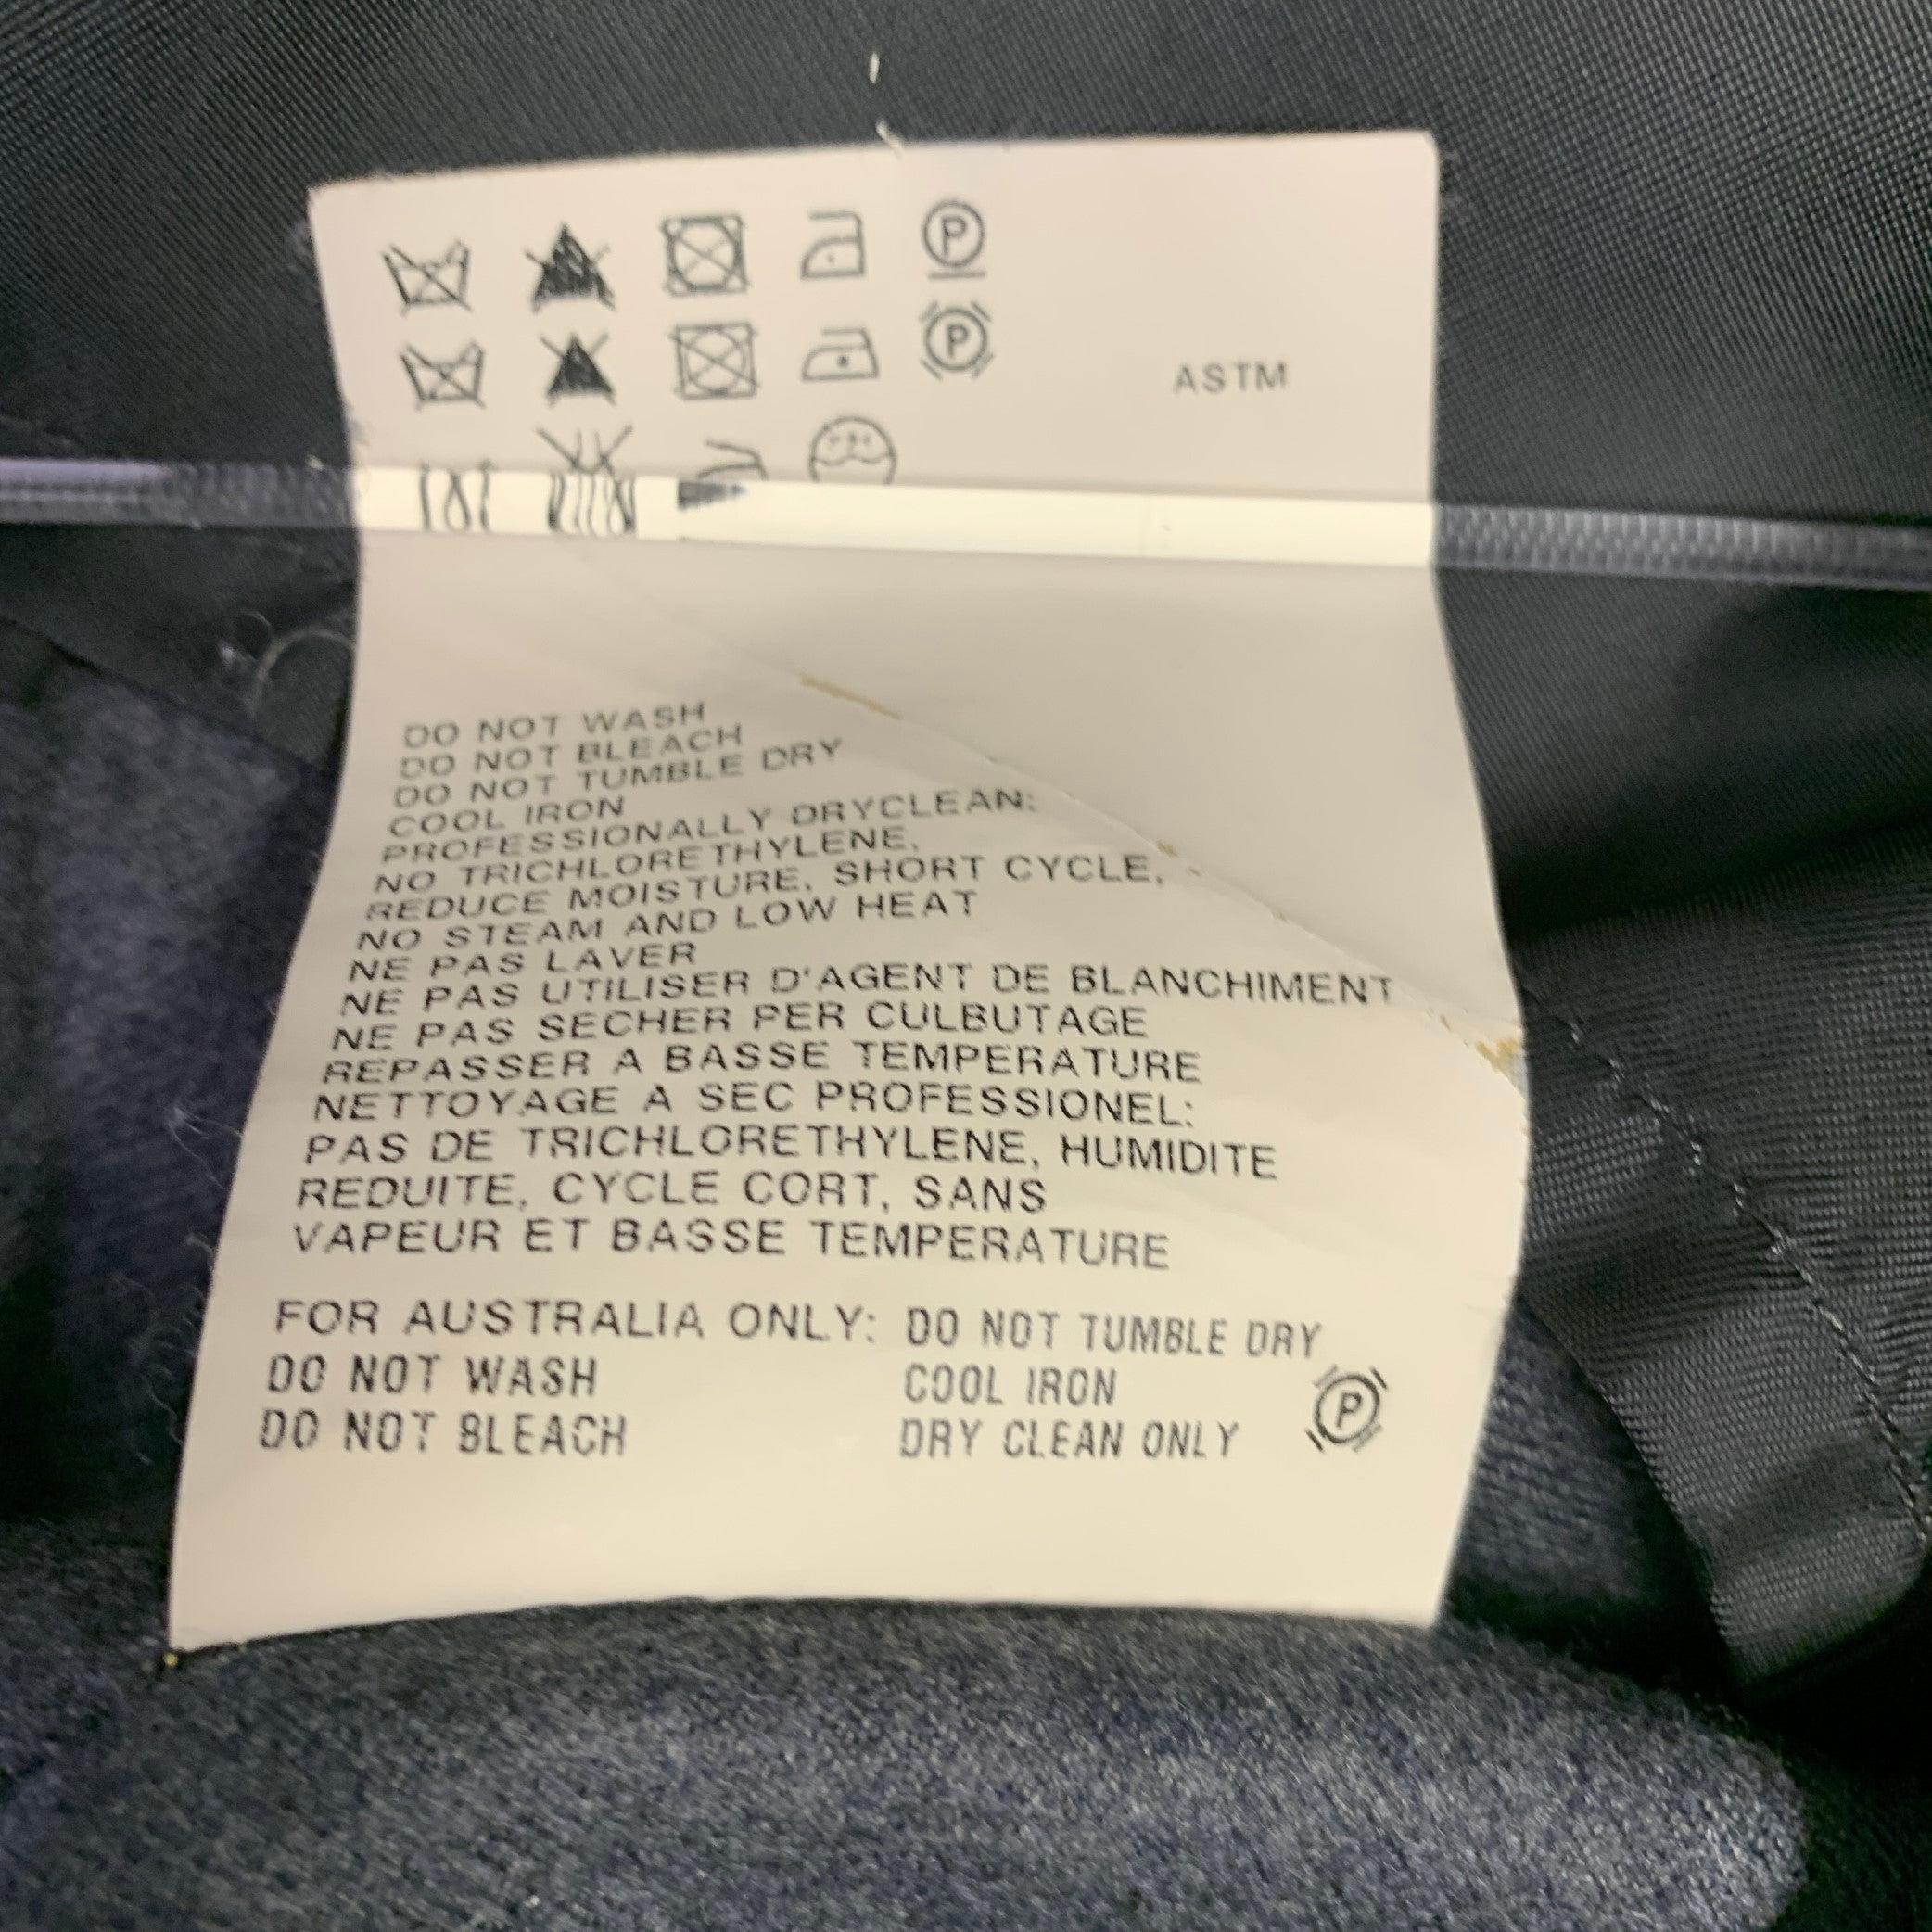 P
P
ASTM
DO NOT WASH
DO NOT BLEACH
DO NOT TUMBLE DRY
COOL IRON
PROFESSIONALLY DRYCLEAN:
NO TRICHLORETHYLENE,
REDUCE MOISTURE, SHORT CYCLE,
NO STEAM AND LOW HEAT
NE PAS LAVER
NE PAS UTILISER D'AGENT DE BLANCHIMENT
NE PAS SECHER PER CULBUTAGE
REPASSER A BASSE TEMPERATURE
NETTOYAGE A SEC PROFESSIONEL:
PAS DE TRICHLORETHYLENE, HUMIDITE
REDUITE, CYCLE CORT, SANS
VAPEUR ET BASSE TEMPERATURE
FOR AUSTRALIA ONLY: DO NOT TUMBLE DRY
DO NOT WASH COOL IRON
DO NOT BLEACH DRY CLEAN ONLY P